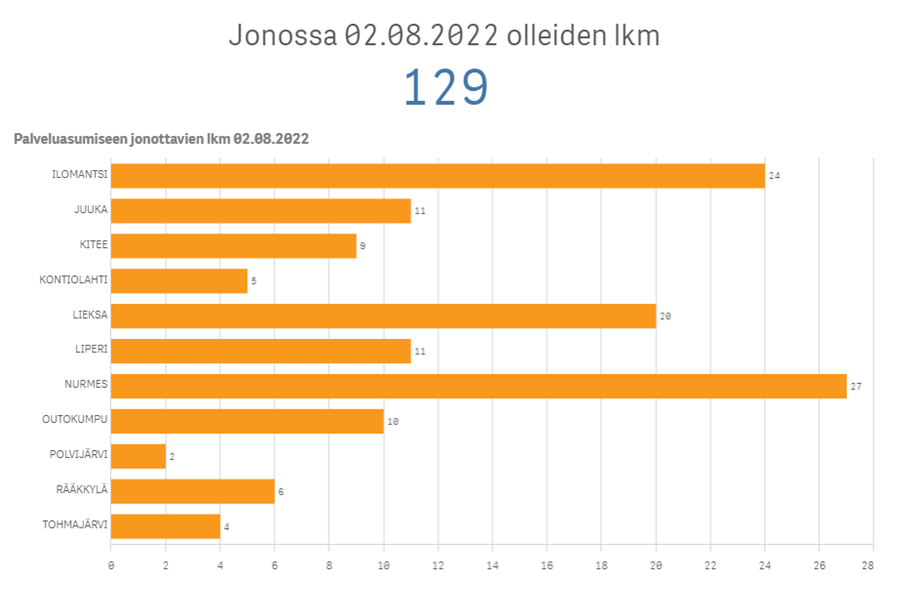 Jonossa 02.08.2022 olleiden lkm
129
Palveluasumiseen jonottavien lkm 02.08.2022
ILOMANTSI 24
JUUKA 11
KITEE 9
KONTIOLAHTI 5
LIEKSA 20
LIPERI 11
NURMES 27
OUTOKUMPU 10
POLVIJÄRVI 2
RÄÄKKYLÄ 6
TOHMAJÄRVI 4
0 2 4 6 8 10 12 14 16 18 20 22 24 26 28